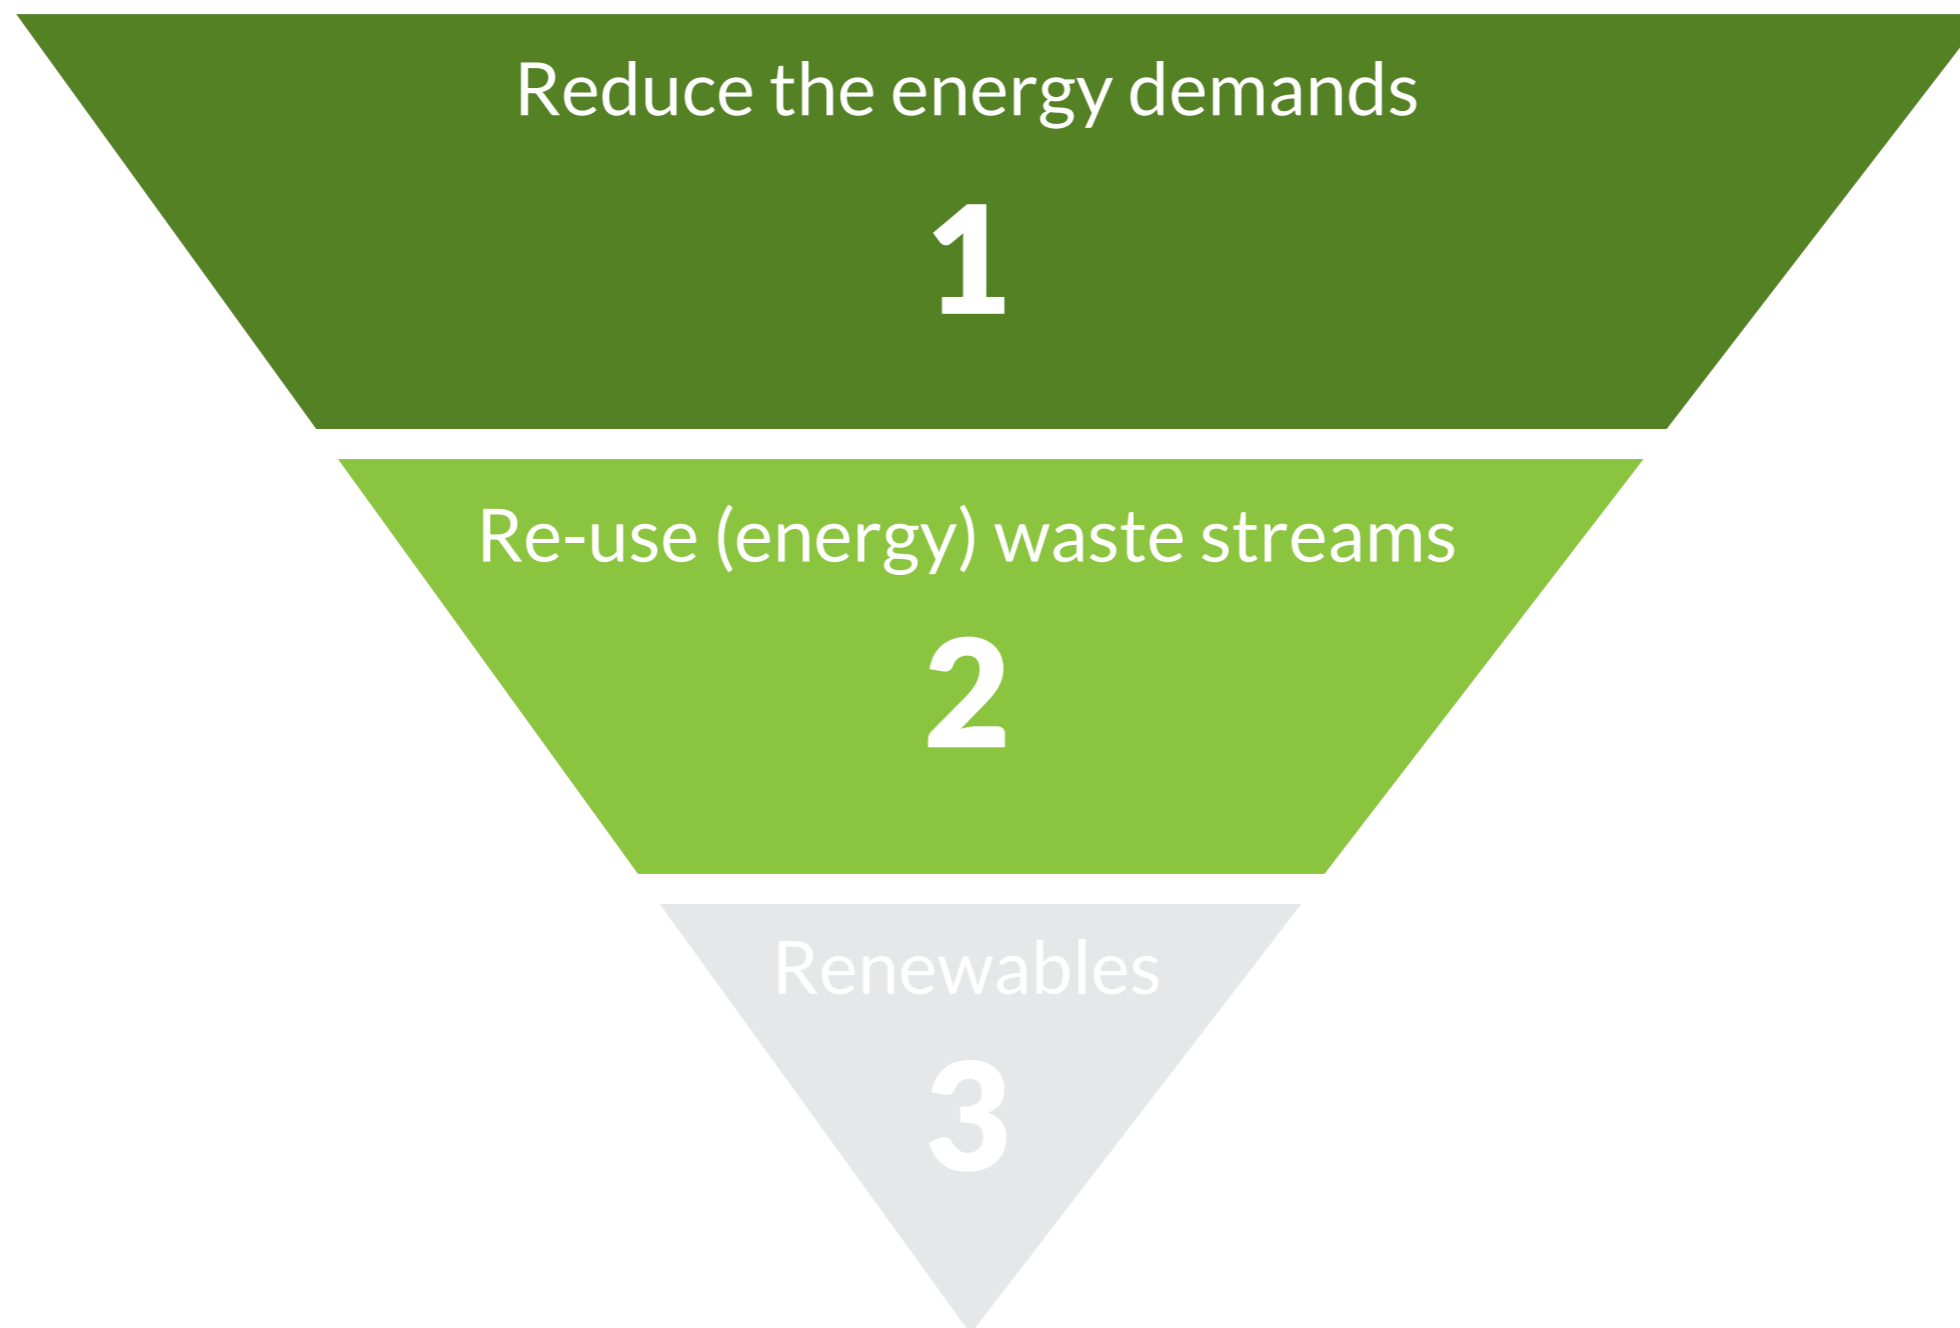 Reduce the energy demands
1
Re-use (energy) waste streams
2
Renewables
3